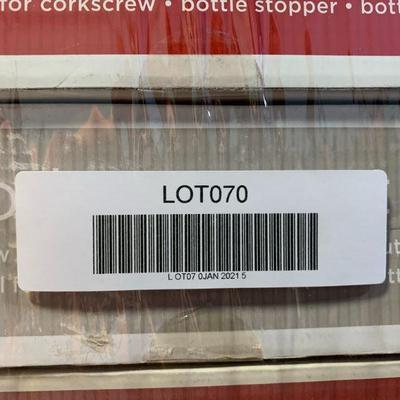 for corkscrew • bottle stopper • bott
LOT070
L OT07 0JAN 2021 5